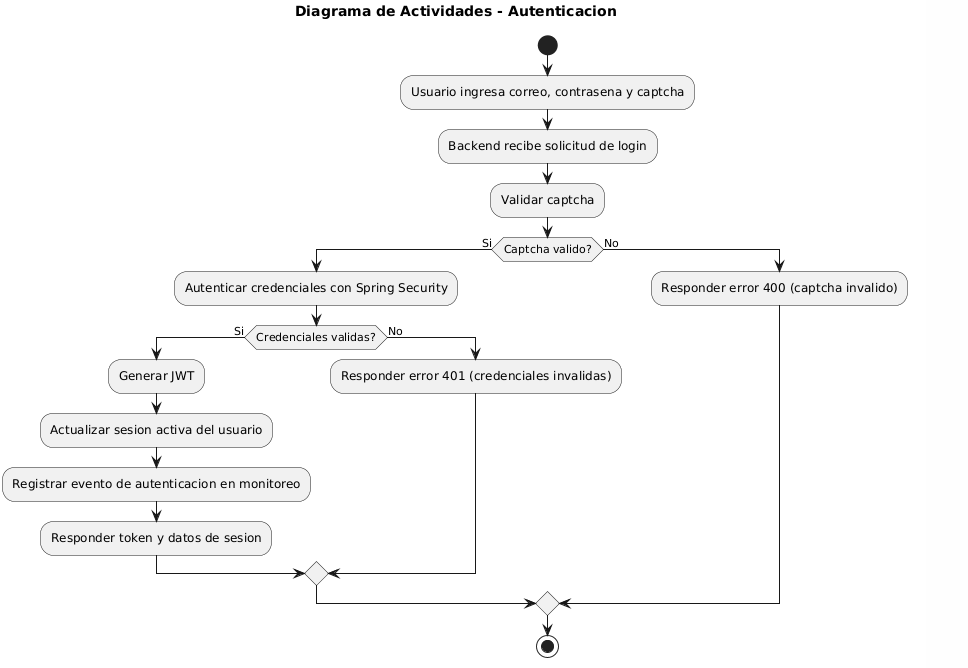 Diagrama de Actividades - Autenticacion
Usuario ingresa correo, contrasena y captcha
Backend recibe solicitud de login
Validar captcha
Si
Captcha valido?
No
Autenticar credenciales con Spring Security
Responder error 400 (captcha invalido)
Si
Credenciales validas?
No
Generar JWT
Responder error 401 (credenciales invalidas)
Actualizar sesion activa del usuario
Registrar evento de autenticacion en monitoreo
Responder token y datos de sesion